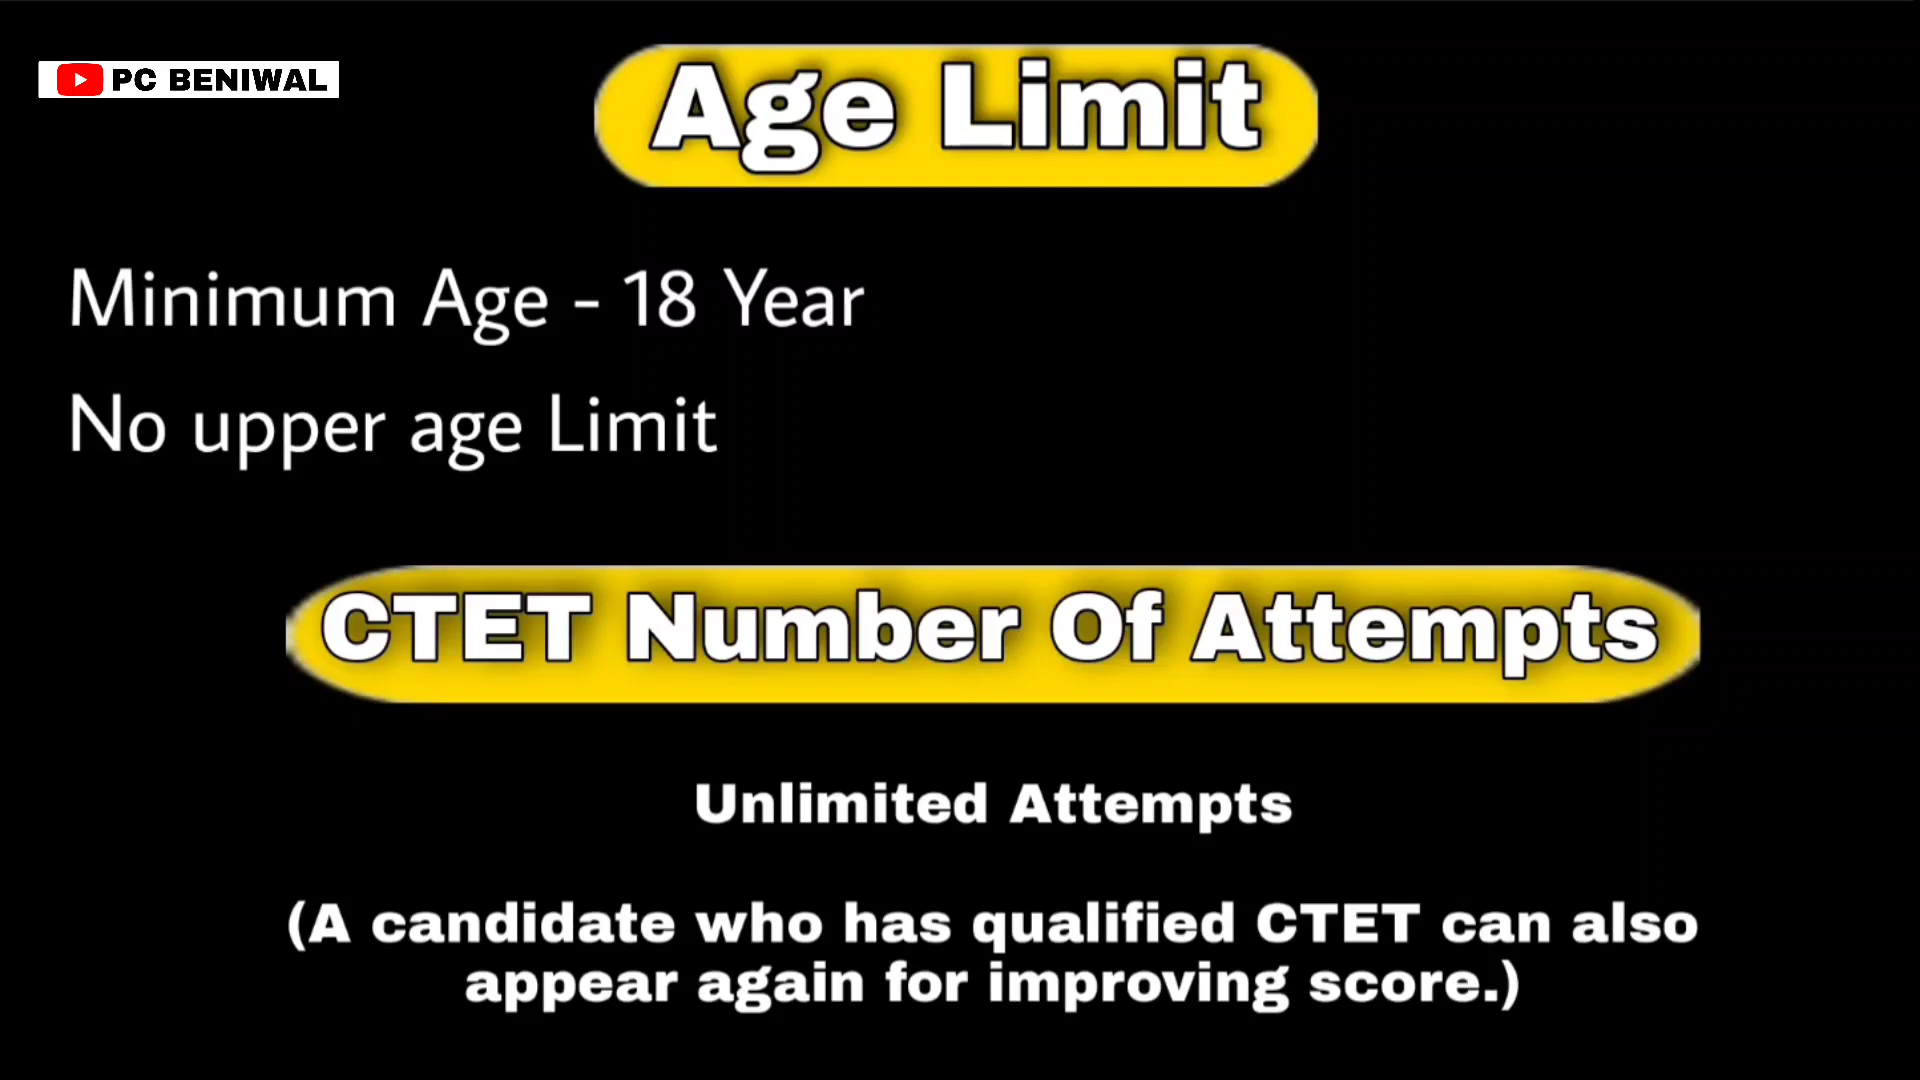 PC BENIWAL
Age Limit
Minimum Age - 18 Year
No upper age Limit
CTET Number Of Attempts
Unlimited Attempts
(A candidate who has qualified CTET can also
appear again for improving score.)